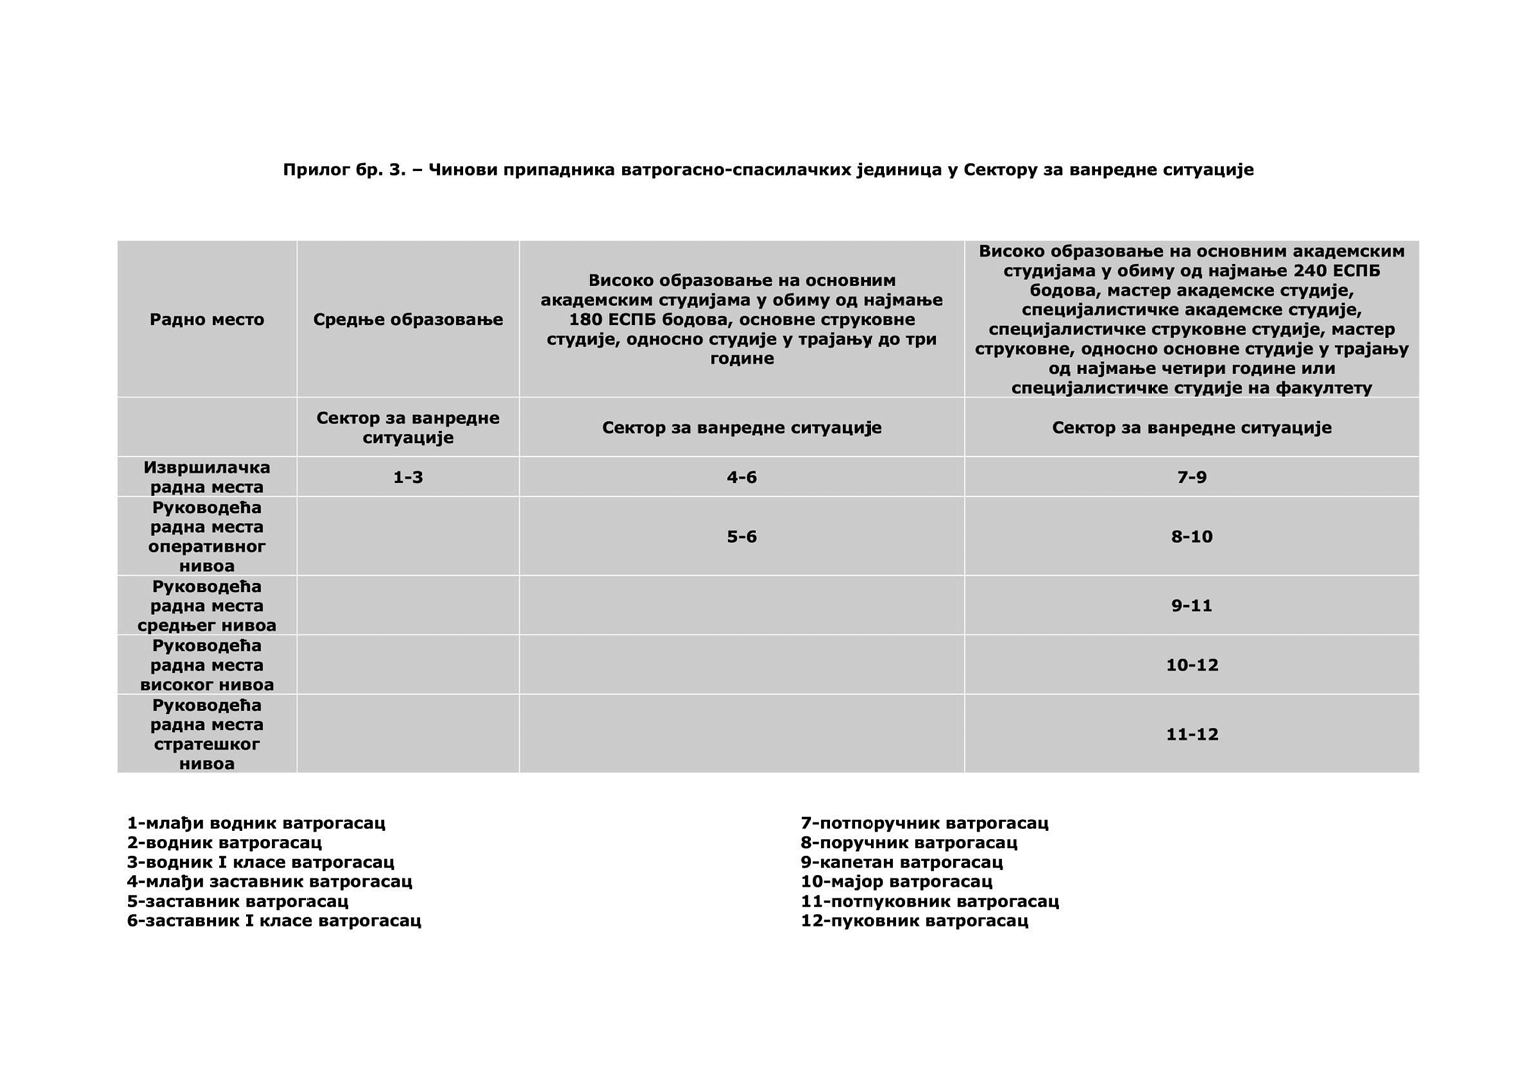 Прилог бр. 3. – Чинови припадника ватрогасно-спасилачких јединица у Сектору за ванредне ситуације
Радно место
Средње образовање
Високо образовање на основним
академским студијама у обиму од најмање
180 ЕСПБ бодова, основне струковне
студије, односно студије у трајању до три
године
Високо образовање на основним академским
студијама у обиму од најмање 240 ЕСПБ
бодова, мастер академске студије,
специјалистичке академске студије,
специјалистичке струковне студије, мастер
струковне, односно основне студије у трајању
од најмање четири године или
специјалистичке студије на факултету
Сектор за ванредне
ситуације
Сектор за ванредне ситуације
Сектор за ванредне ситуације
Извршилачка
радна места
1-3
4-6
7-9
Руководећа
радна места
оперативног
нивоа
5-6
8-10
Руководећа
радна места
средњег нивоа
9-11
Руководећа
радна места
високог нивоа
10-12
Руководећа
радна места
стратешког
нивоа
11-12
1-млађи водник ватрогасац
2-водник ватрогасац
3-водник I класе ватрогасац
4-млађи заставник ватрогасац
5-заставник ватрогасац
6-заставник I класе ватрогасац
7-потпоручник ватрогасац
8-поручник ватрогасац
9-капетан ватрогасац
10-мајор ватрогасац
11-потпуковник ватрогасац
12-пуковник ватрогасац